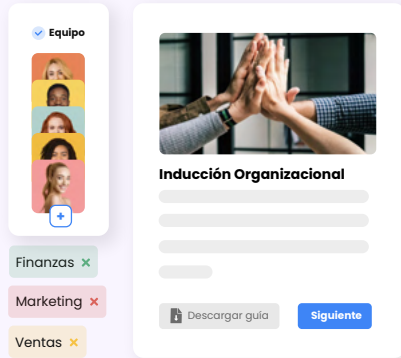 Equipo
Inducción Organizacional
Finanzas
Marketing
Ventas
Descargar guía
Siguiente